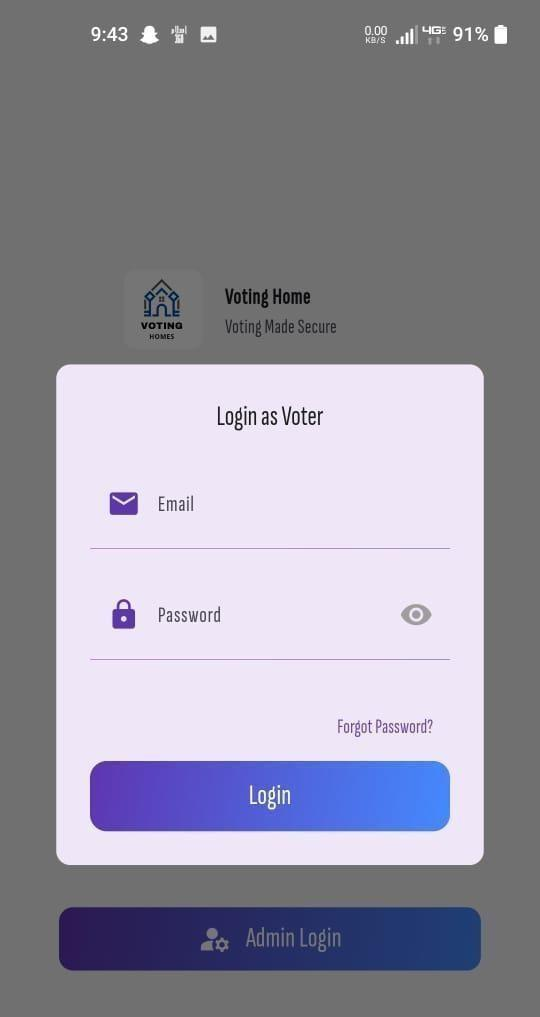 9:43
0.00
KB/S
4G
91%
VOTING
HOMES
Voting Home
Voting Made Secure
Login as Voter
Email
Password
Forgot Password?
Login
Admin Login